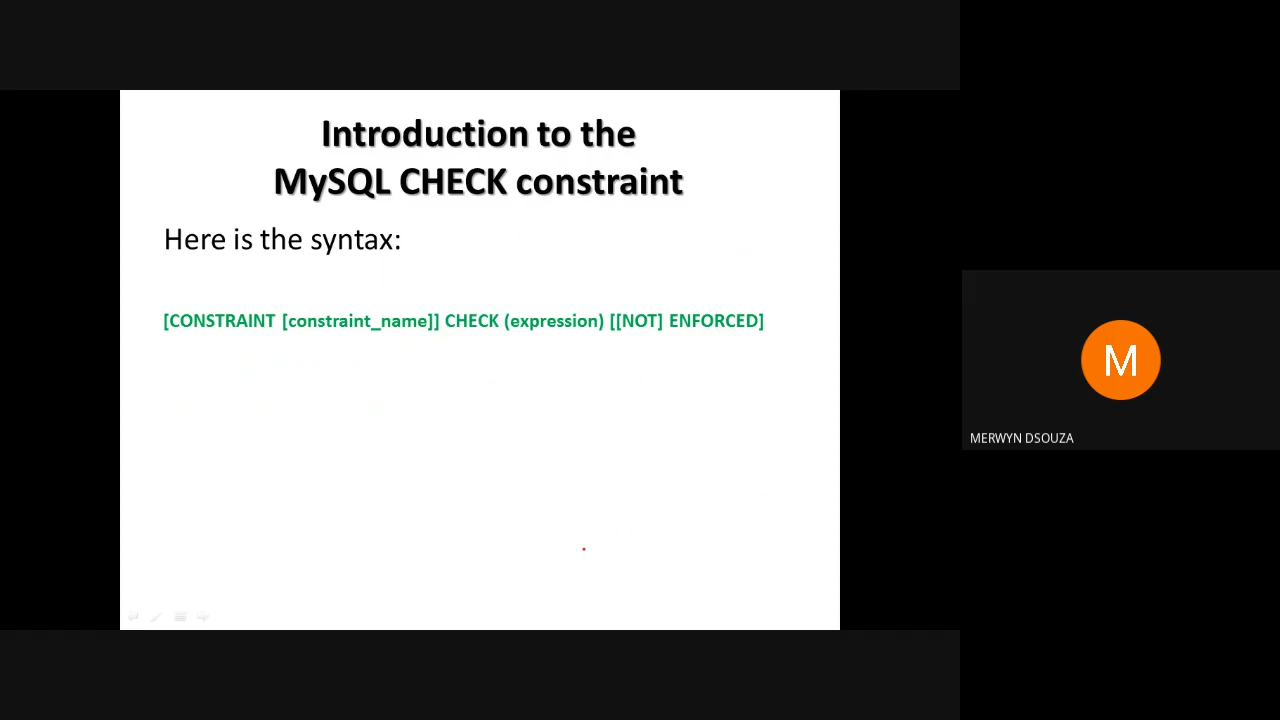 Introduction to the
MySQL CHECK constraint
Here is the syntax:
[CONSTRAINT [constraint_name]] CHECK (expression) [[NOT] ENFORCED]
M
MERWYN DSOUZA